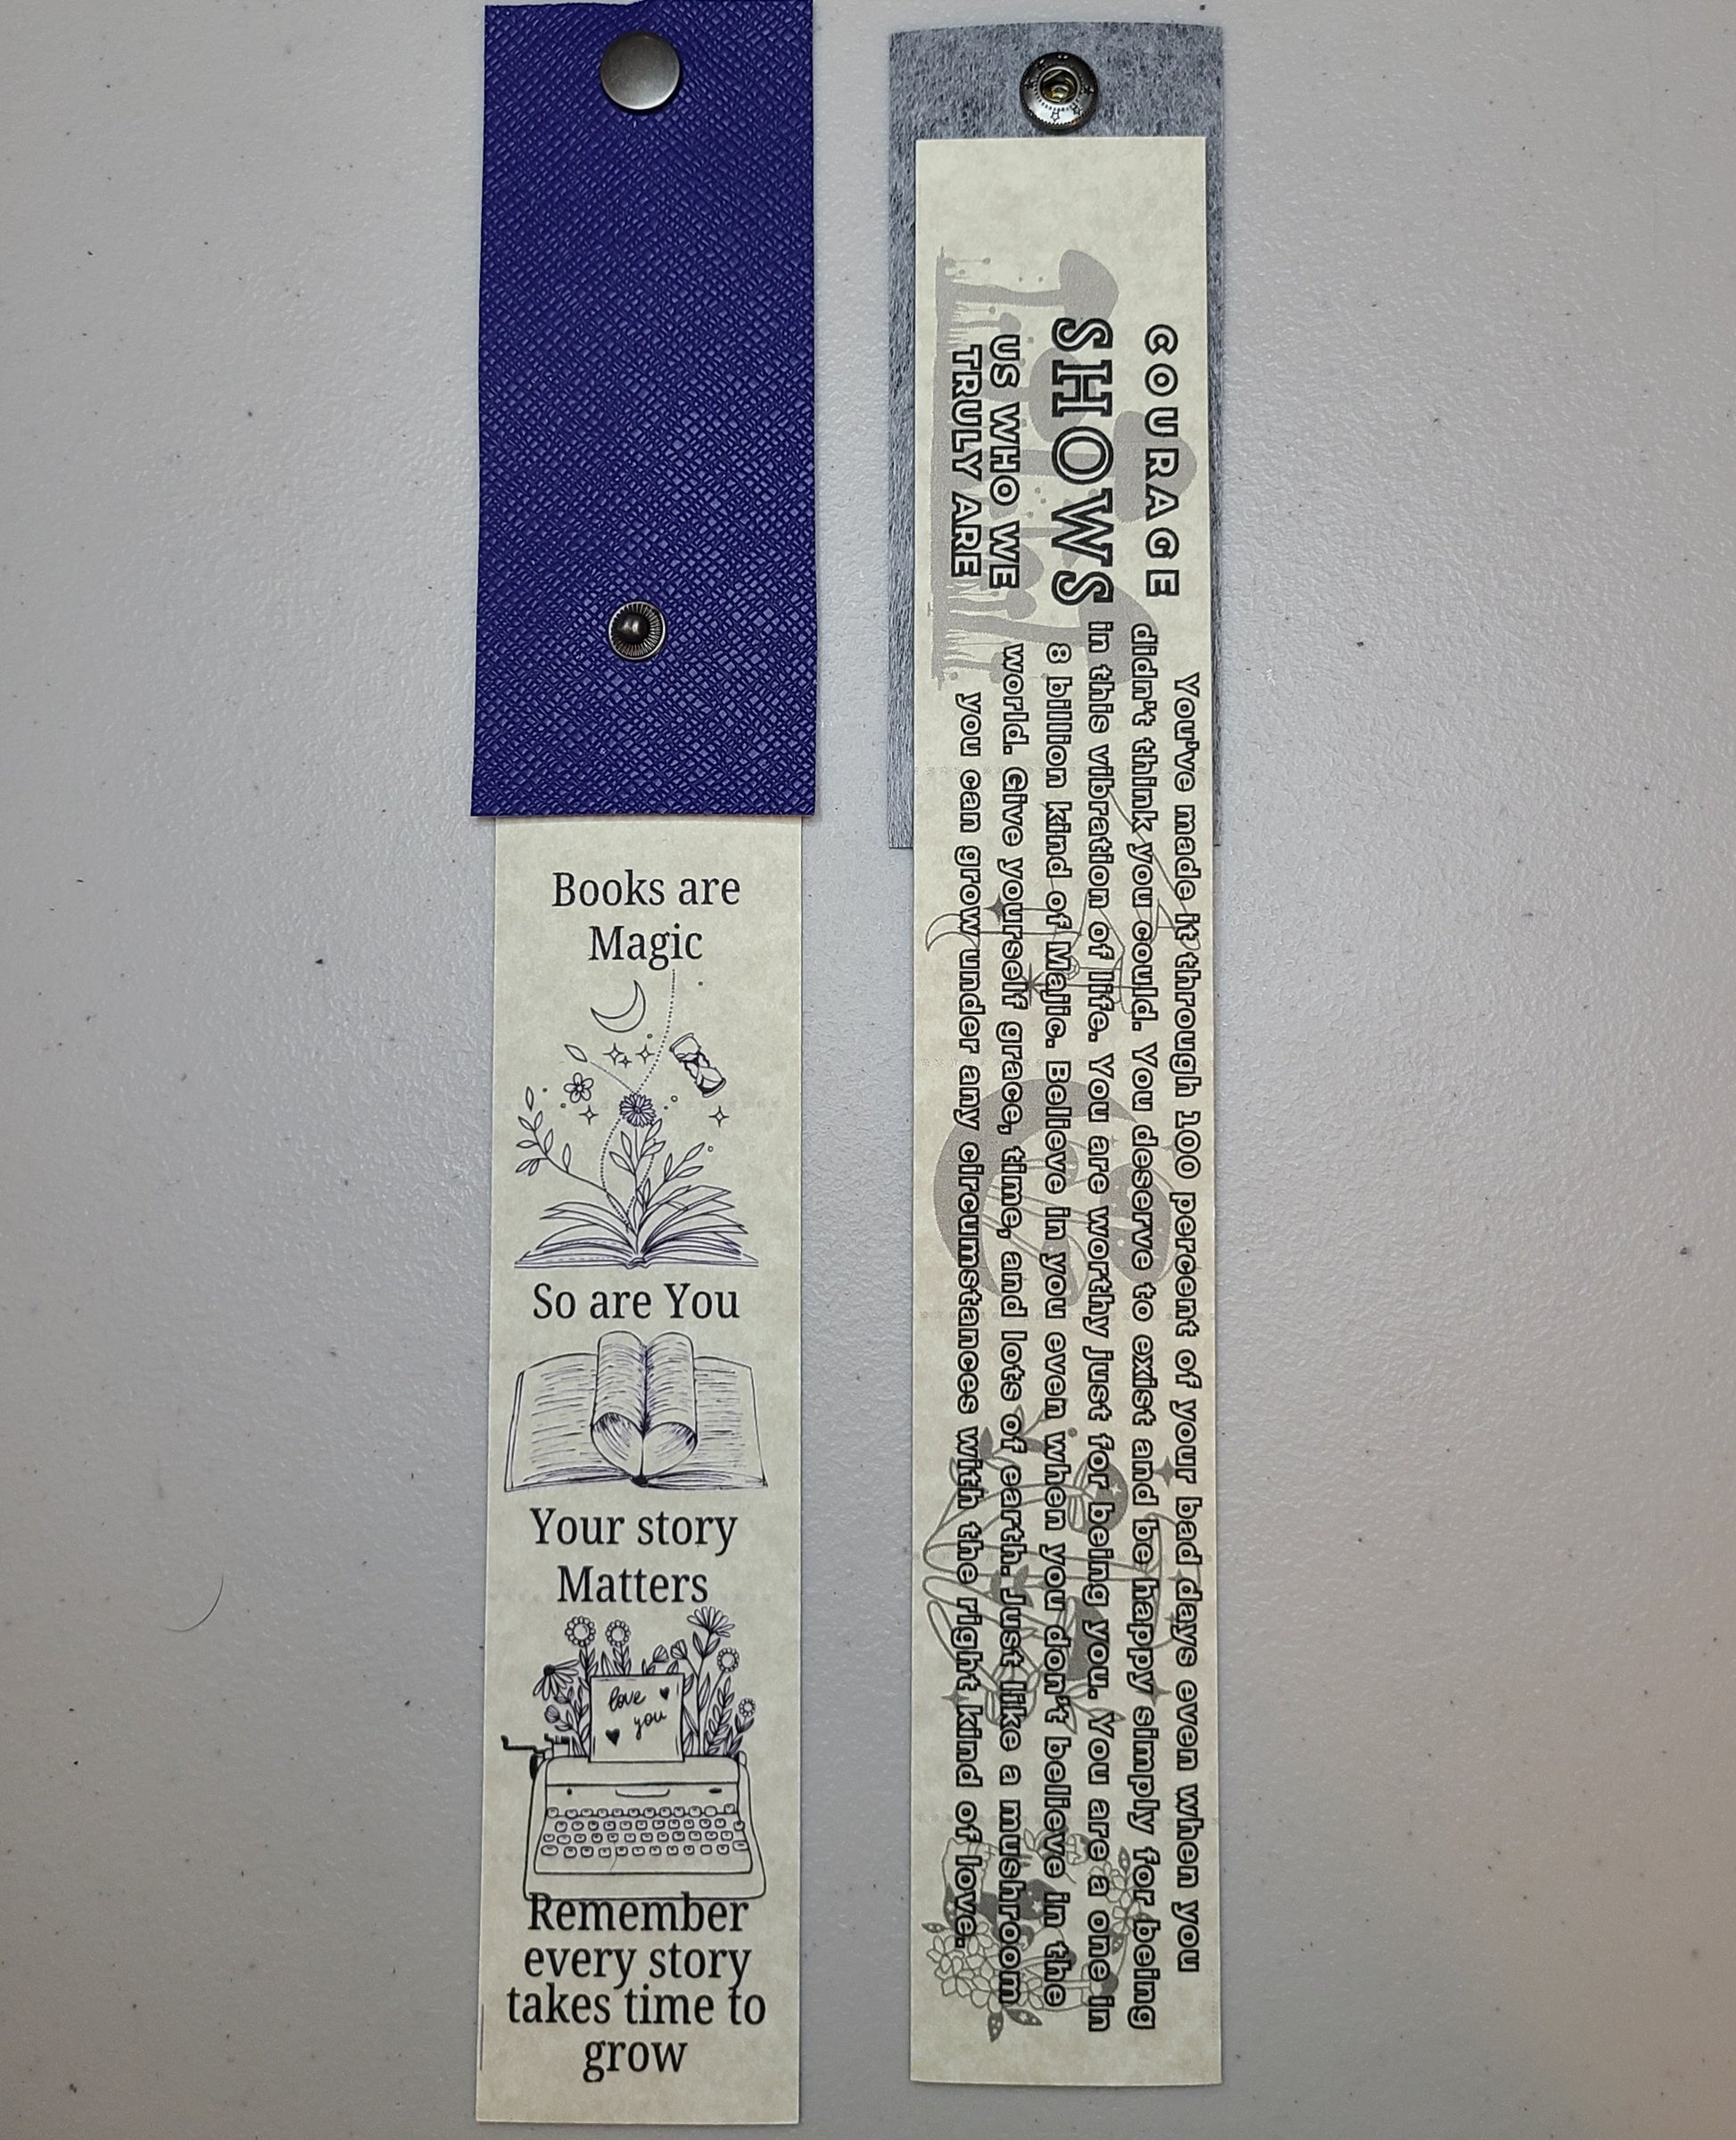 Books are
Magic
So are You
Your story
Matters
love
you
Remember
every story
takes time to
grow
COURAGE
SHOWS
US WHO WE
TRULY ARE
You've made it through 100 percent of your bad days even when you
didn't think you could. You deserve to exist and be happy simply for being
in this vibration of life. You are worthy just for being you. You are a one in
8 billion kind of Majic. Believe in you even when you don't believe in the
world. Give yourself grace, time, and lots of earth. Just like a mushroom
you can grow under any circumstances with the right kind of love.